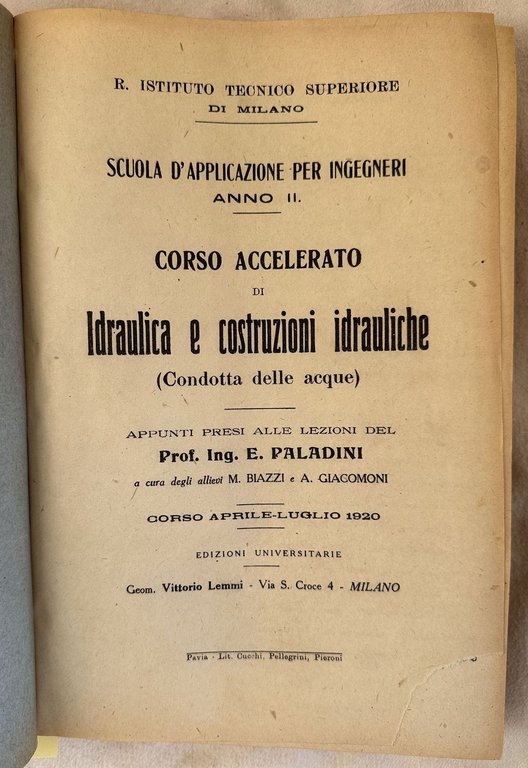 R. ISTITUTO TECNICO SUPERIORE
DI MILANO
SCUOLA D'APPLICAZIONE PER INGEGNERI
ANNO II.
CORSO ACCELERATO
DI
Idraulica e costruzioni idrauliche
(Condotta delle acque)
APPUNTI PRESI ALLE LEZIONI DEL
Prof. Ing. E. PALADINI
a cura degli allievi M. BIAZZI e A. GIACOMONI
CORSO APRILE-LUGLIO 1920
EDIZIONI UNIVERSITARIE
Geom. Vittorio Lemmi - Via S. Croce 4 - MILANO
Pavia - Lit. Cucchi, Pellegrini, Pieroni